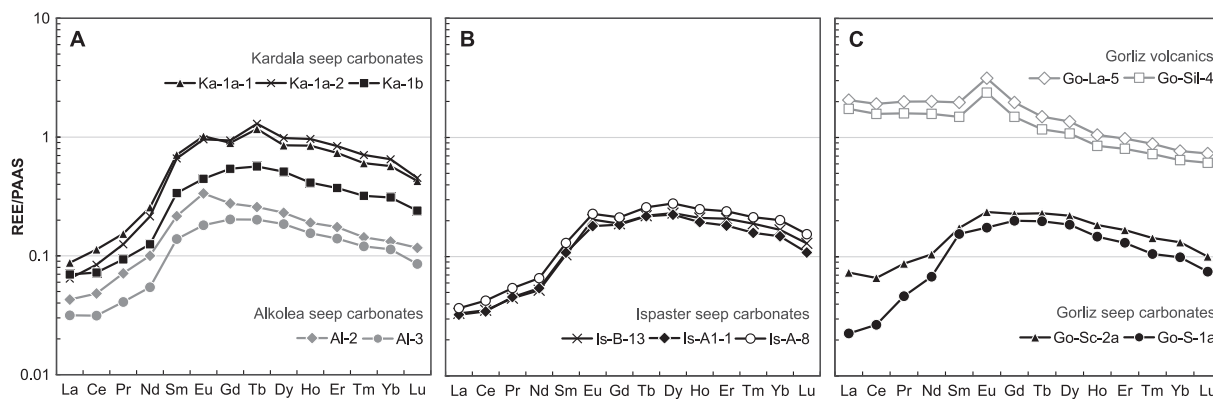 REE/PAAS
10
1
0.1
0.01
A
Kardala seep carbonates
Ka-1a-1 Ka-1a-2 Ka-1b
Alkolea seep carbonates
Al-2 Al-3
La Ce Pr Nd Sm Eu Gd Tb Dy Ho Er Tm Yb Lu
B
Ispaster seep carbonates
Is-B-13 Is-A1-1 Is-A-8
La Ce Pr Nd Sm Eu Gd Tb Dy Ho Er Tm Yb Lu
C
Gorliz volcanics
Go-La-5 Go-Sil-4
Gorliz seep carbonates
Go-Sc-2a Go-S-1a
La Ce Pr Nd Sm Eu Gd Tb Dy Ho Er Tm Yb Lu